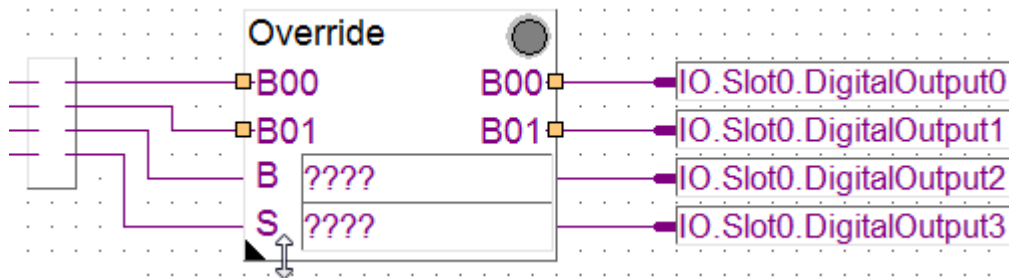 Override
B00 B00 IO.Slot0.DigitalOutput0
B01 B01 IO.Slot0.DigitalOutput1
B ???? IO.Slot0.DigitalOutput2
S ???? IO.Slot0.DigitalOutput3